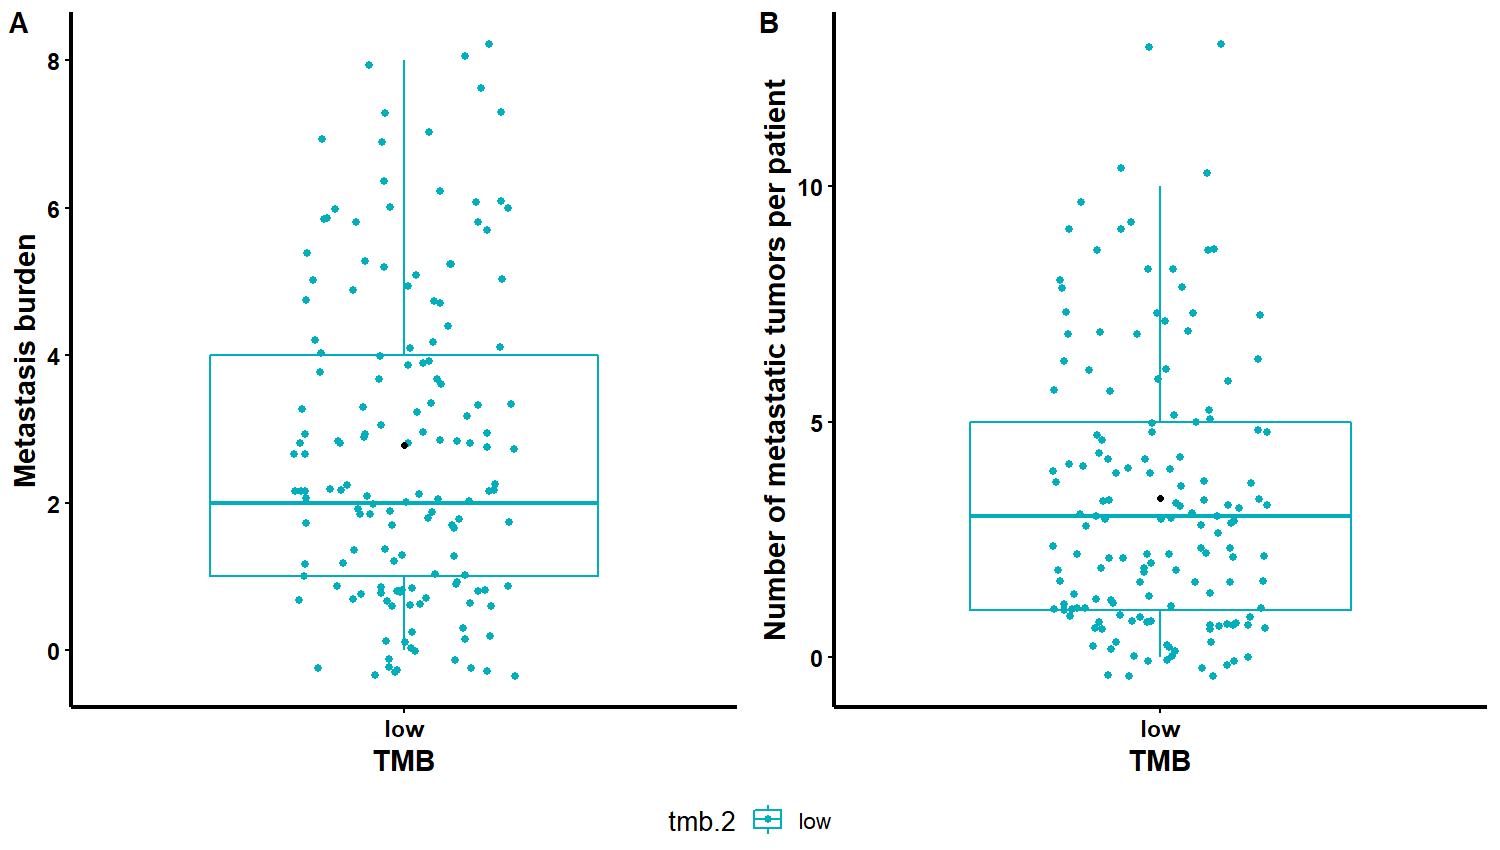 A
Metastasis burden
8
6
4
2
0
low
TMB
B
Number of metastatic tumors per patient
10
5
0
low
TMB
tmb.2 low